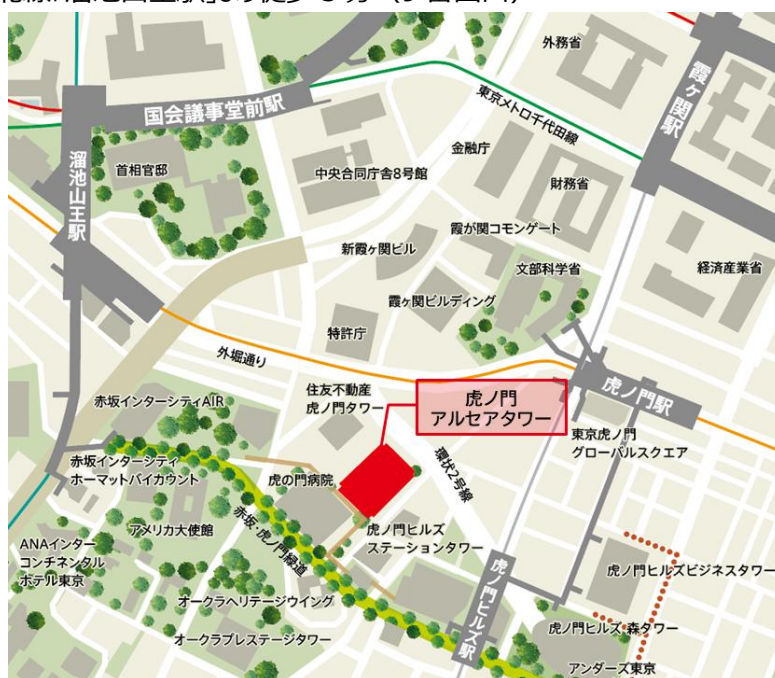 外務省
霞ヶ関駅
国会議事堂前駅
東京メトロ千代田線
金融庁
溜池山王駅
首相官邸
中央合同庁舎8号館
財務省
霞が関コモンゲート
新霞ヶ関ビル
文部科学省
経済産業省
霞ヶ関ビルディング
特許庁
外堀通り
虎ノ門駅
住友不動産
虎ノ門タワー
虎ノ門
アルセアタワー
赤坂インターシティAIR
東京虎ノ門
グローバルスクエア
環状2号線
赤坂インターシティ
ホーマットバイカウント
虎の門病院
アメリカ大使館
赤坂・虎ノ門緑道
虎ノ門ヒルズ
ステーションタワー
ANAインター
コンチネンタル
ホテル東京
虎ノ門ヒルズビジネスタワー
オークラヘリテージウイング
虎ノ門ヒルズ駅
虎ノ門ヒルズ 森タワー
オークラプレステージタワー
アンダーズ東京